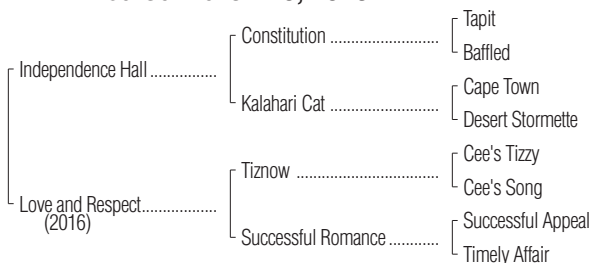 Tapit
Constitution ..........................
Baffled
Independence Hall ................
Cape Town
Kalahari Cat ..........................
Desert Stormette
Cee's Tizzy
Tiznow ..................................
Cee's Song
Love and Respect..................
(2016)
Successful Appeal
Successful Romance ............
Timely Affair